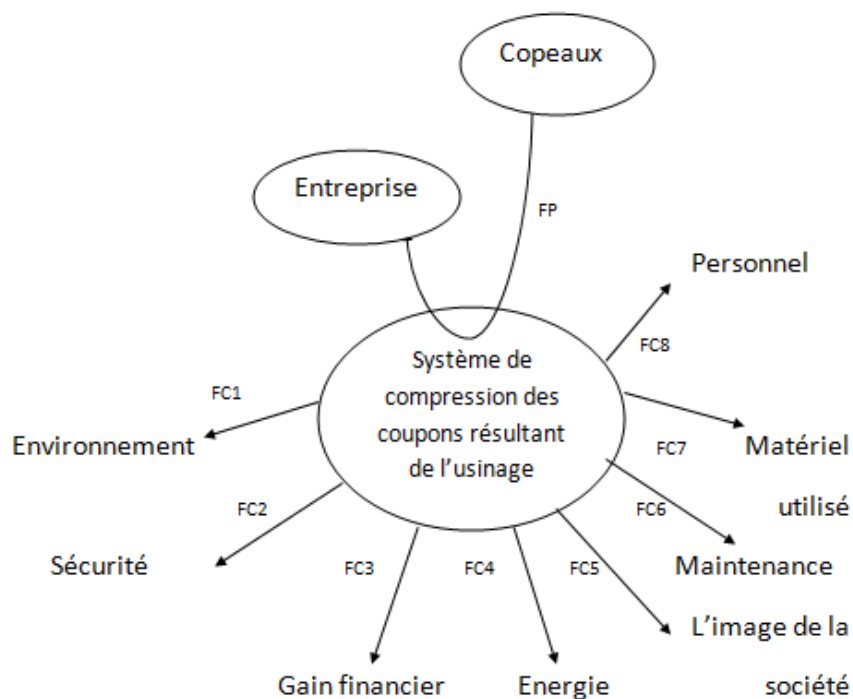 Copeaux
Entreprise
FP
Personnel
FC8
Système de
compression des
coupons résultant
de l’usinage
FC1
Environnement
FC7
Matériel
utilisé
FC2
Sécurité
FC6
Maintenance
FC3
FC4
FC5
L’image de la
société
Gain financier
Energie